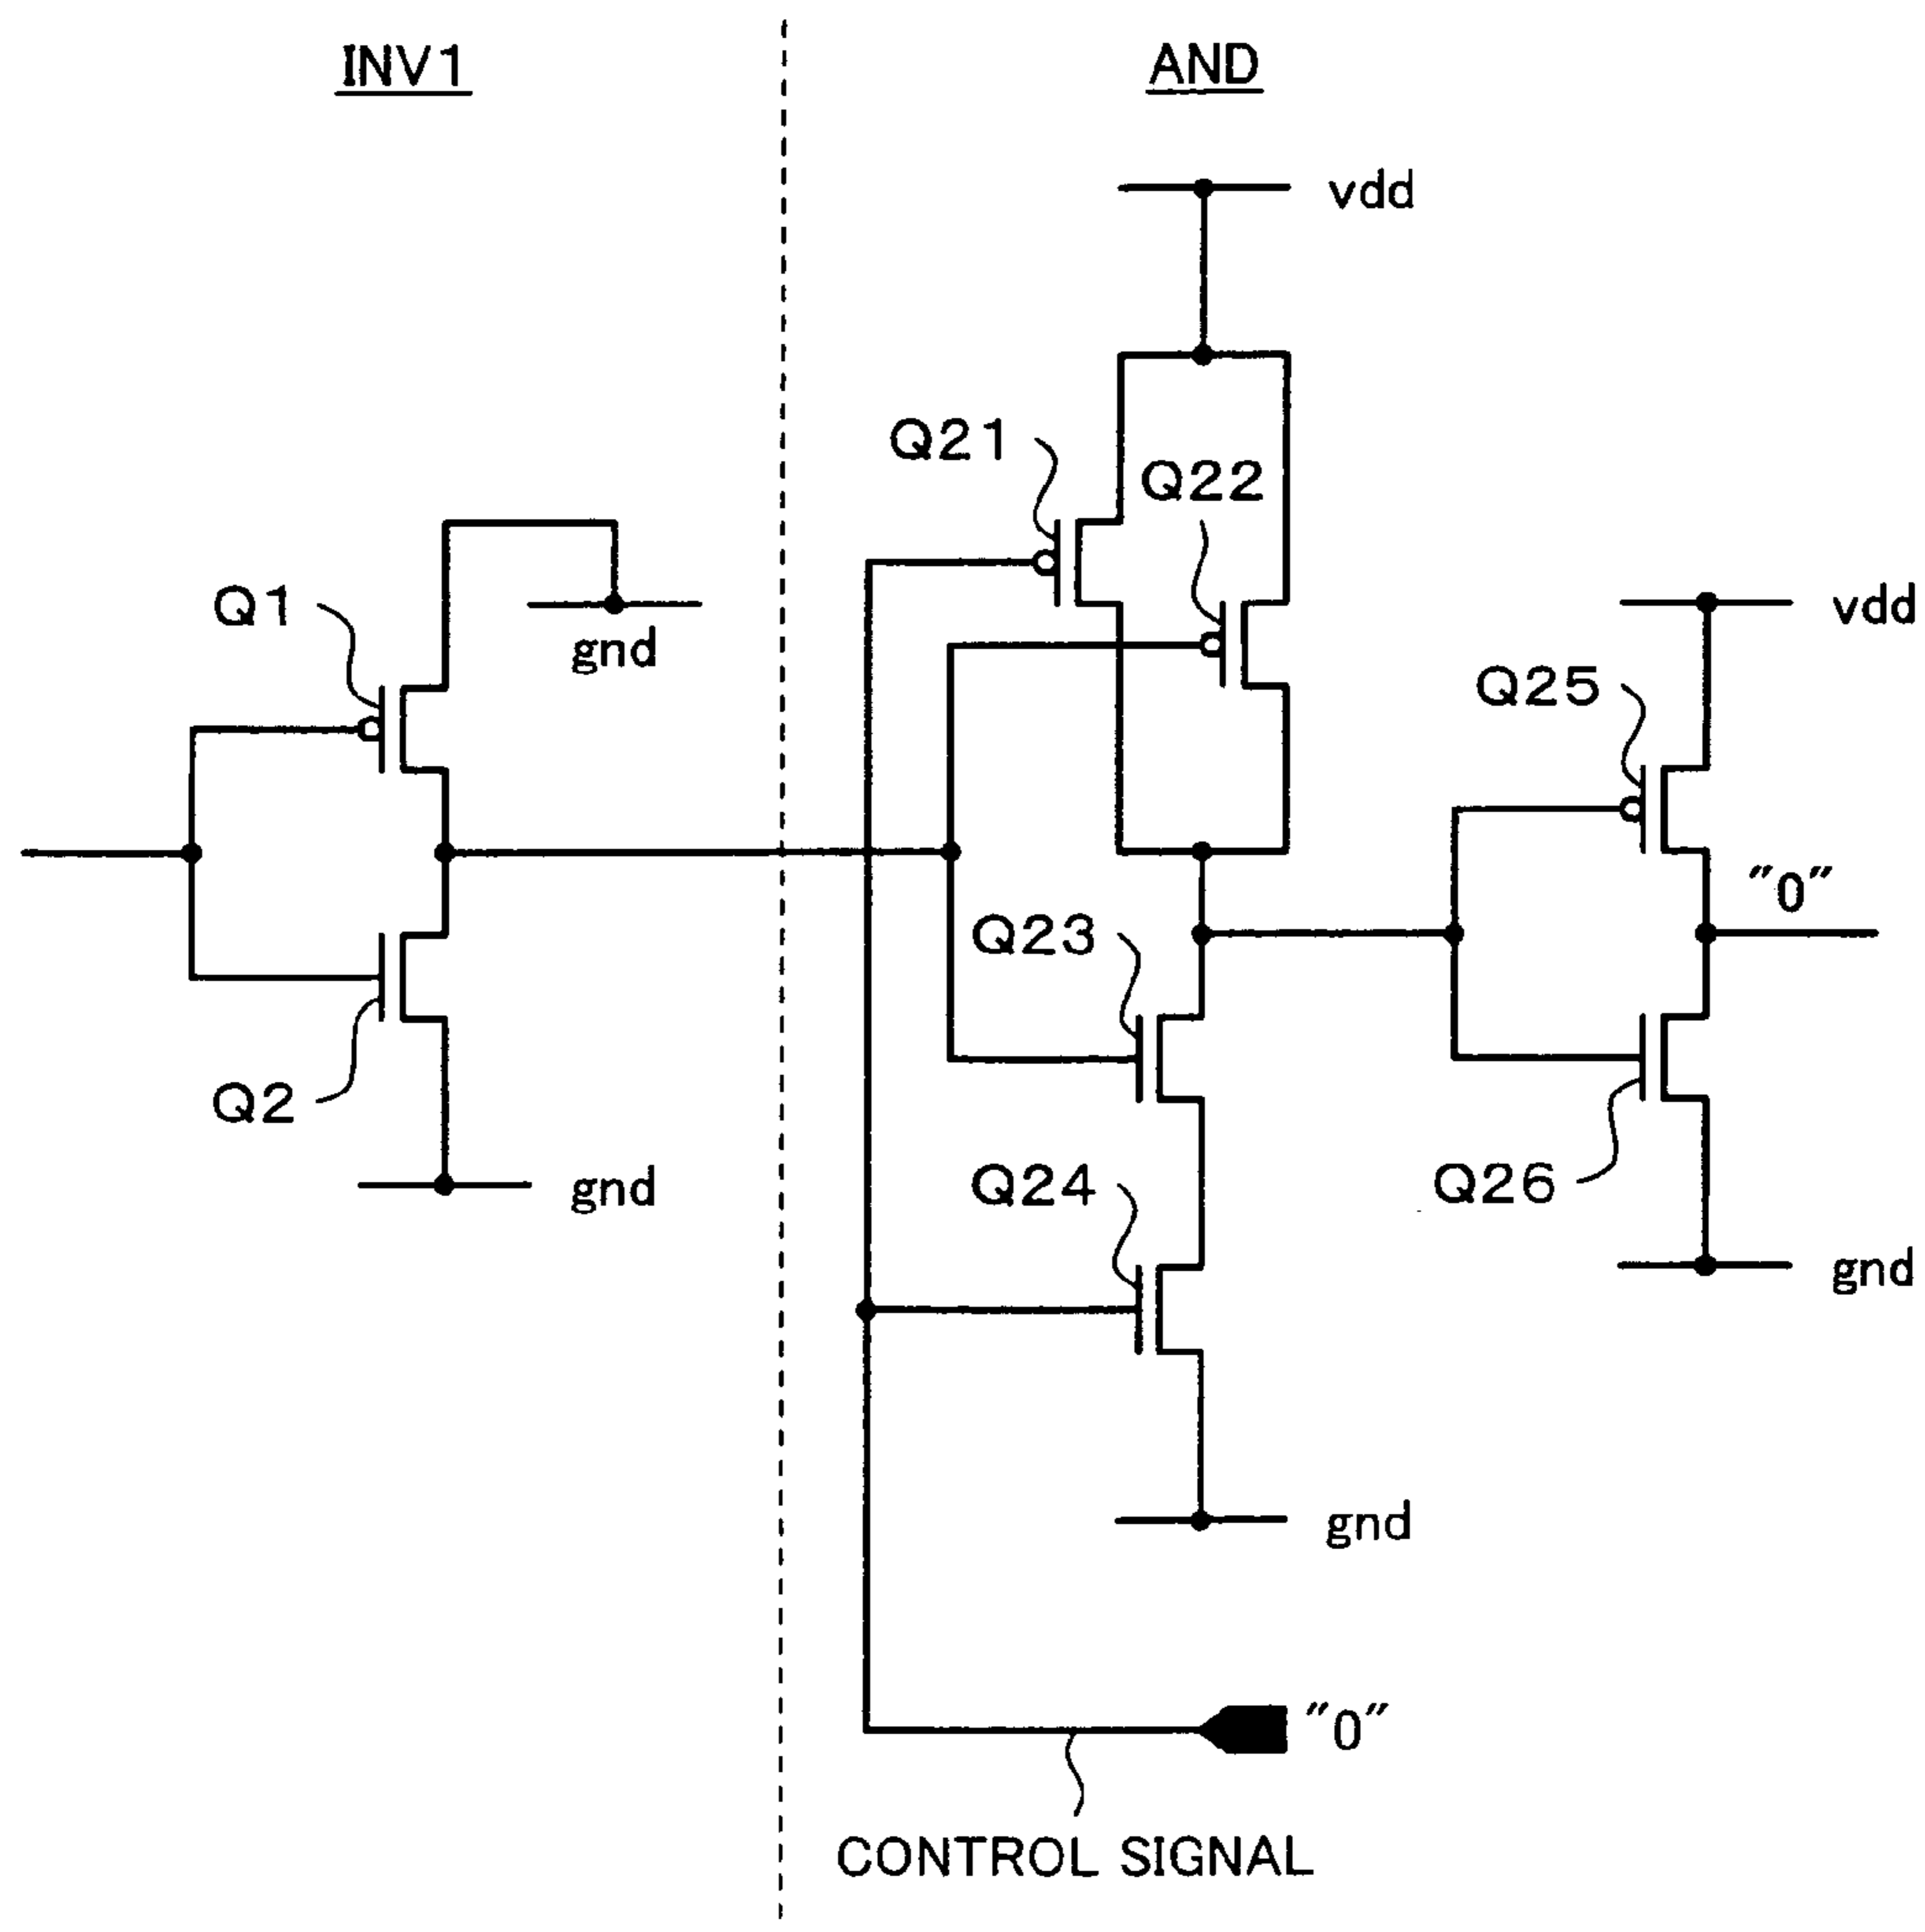 INV1
AND
vdd
Q21
Q22
Q1
gnd
vdd
Q25
"0"
Q23
Q2
gnd
Q24
Q26
gnd
gnd
"0"
CONTROL SIGNAL